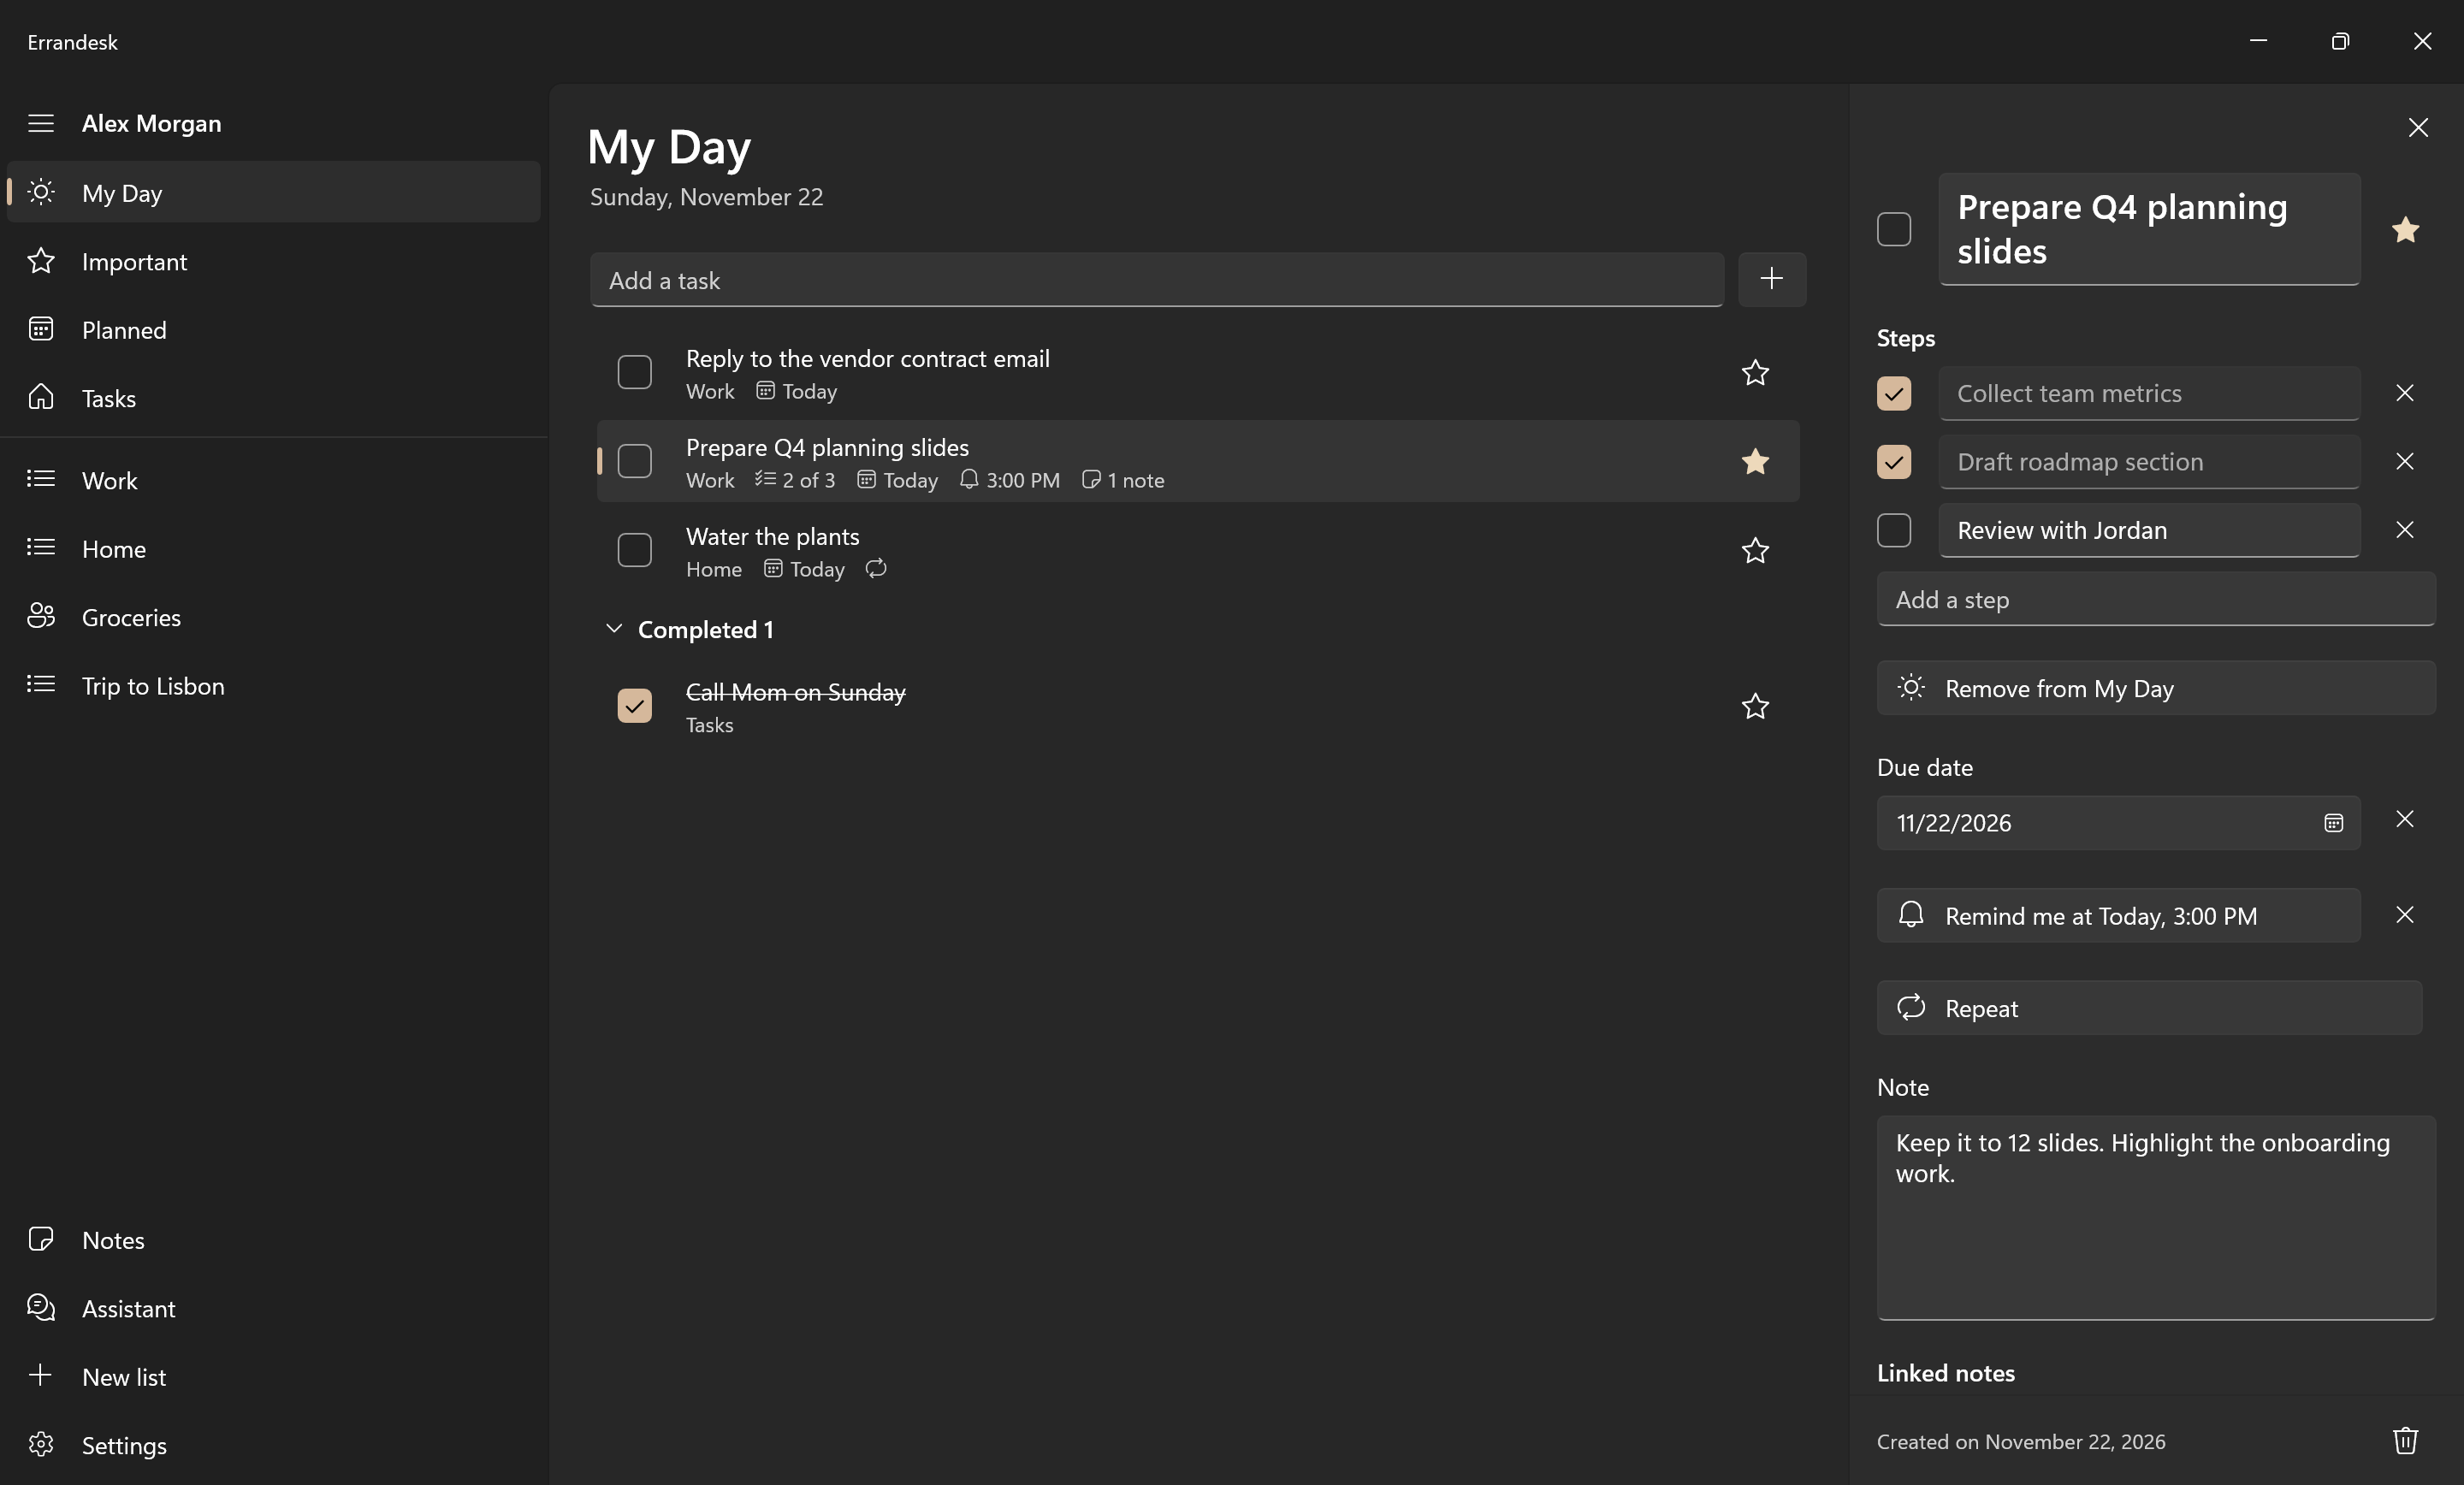 Errandesk
Alex Morgan
My Day
Important
Planned
Tasks
Work
Home
Groceries
Trip to Lisbon
Notes
Assistant
New list
Settings
My Day
Sunday, November 22
Add a task
Reply to the vendor contract email
Work Today
Prepare Q4 planning slides
Work 2 of 3 Today 3:00 PM 1 note
Water the plants
Home Today
Completed 1
Call Mom on Sunday
Tasks
Prepare Q4 planning
slides
Steps
Collect team metrics
Draft roadmap section
Review with Jordan
Add a step
Remove from My Day
Due date
11/22/2026
Remind me at Today, 3:00 PM
Repeat
Note
Keep it to 12 slides. Highlight the onboarding
work.
Linked notes
Created on November 22, 2026